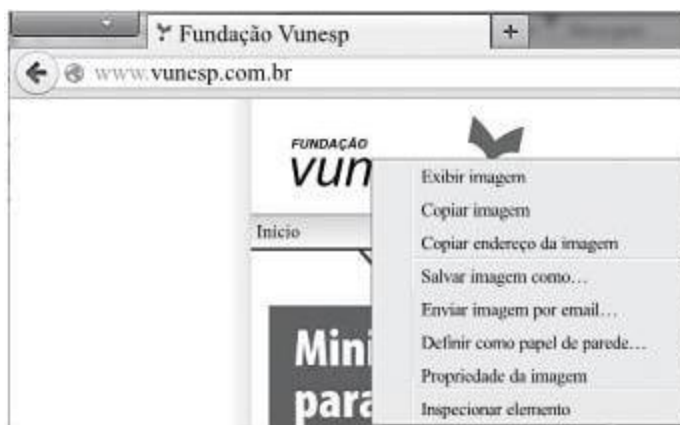 Fundação Vunesp
+
www.vunesp.com.br
FUNDAÇÃO
vun
Início
Mini
para
Exibir imagem
Copiar imagem
Copiar endereço da imagem
Salvar imagem como...
Enviar imagem por email...
Definir como papel de parede...
Propriedade da imagem
Inspecionar elemento